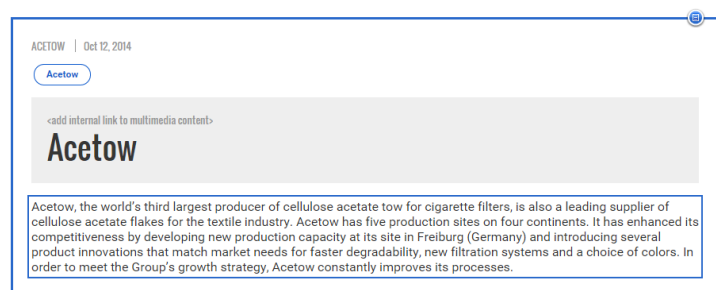 ACETOW | Oct 12, 2014
Acetow
<add internal link to multimedia content>
Acetow
Acetow, the world's third largest producer of cellulose acetate tow for cigarette filters, is also a leading supplier of
cellulose acetate flakes for the textile industry. Acetow has five production sites on four continents. It has enhanced its
competitiveness by developing new production capacity at its site in Freiburg (Germany) and introducing several
product innovations that match market needs for faster degradability, new filtration systems and a choice of colors. In
order to meet the Group's growth strategy, Acetow constantly improves its processes.